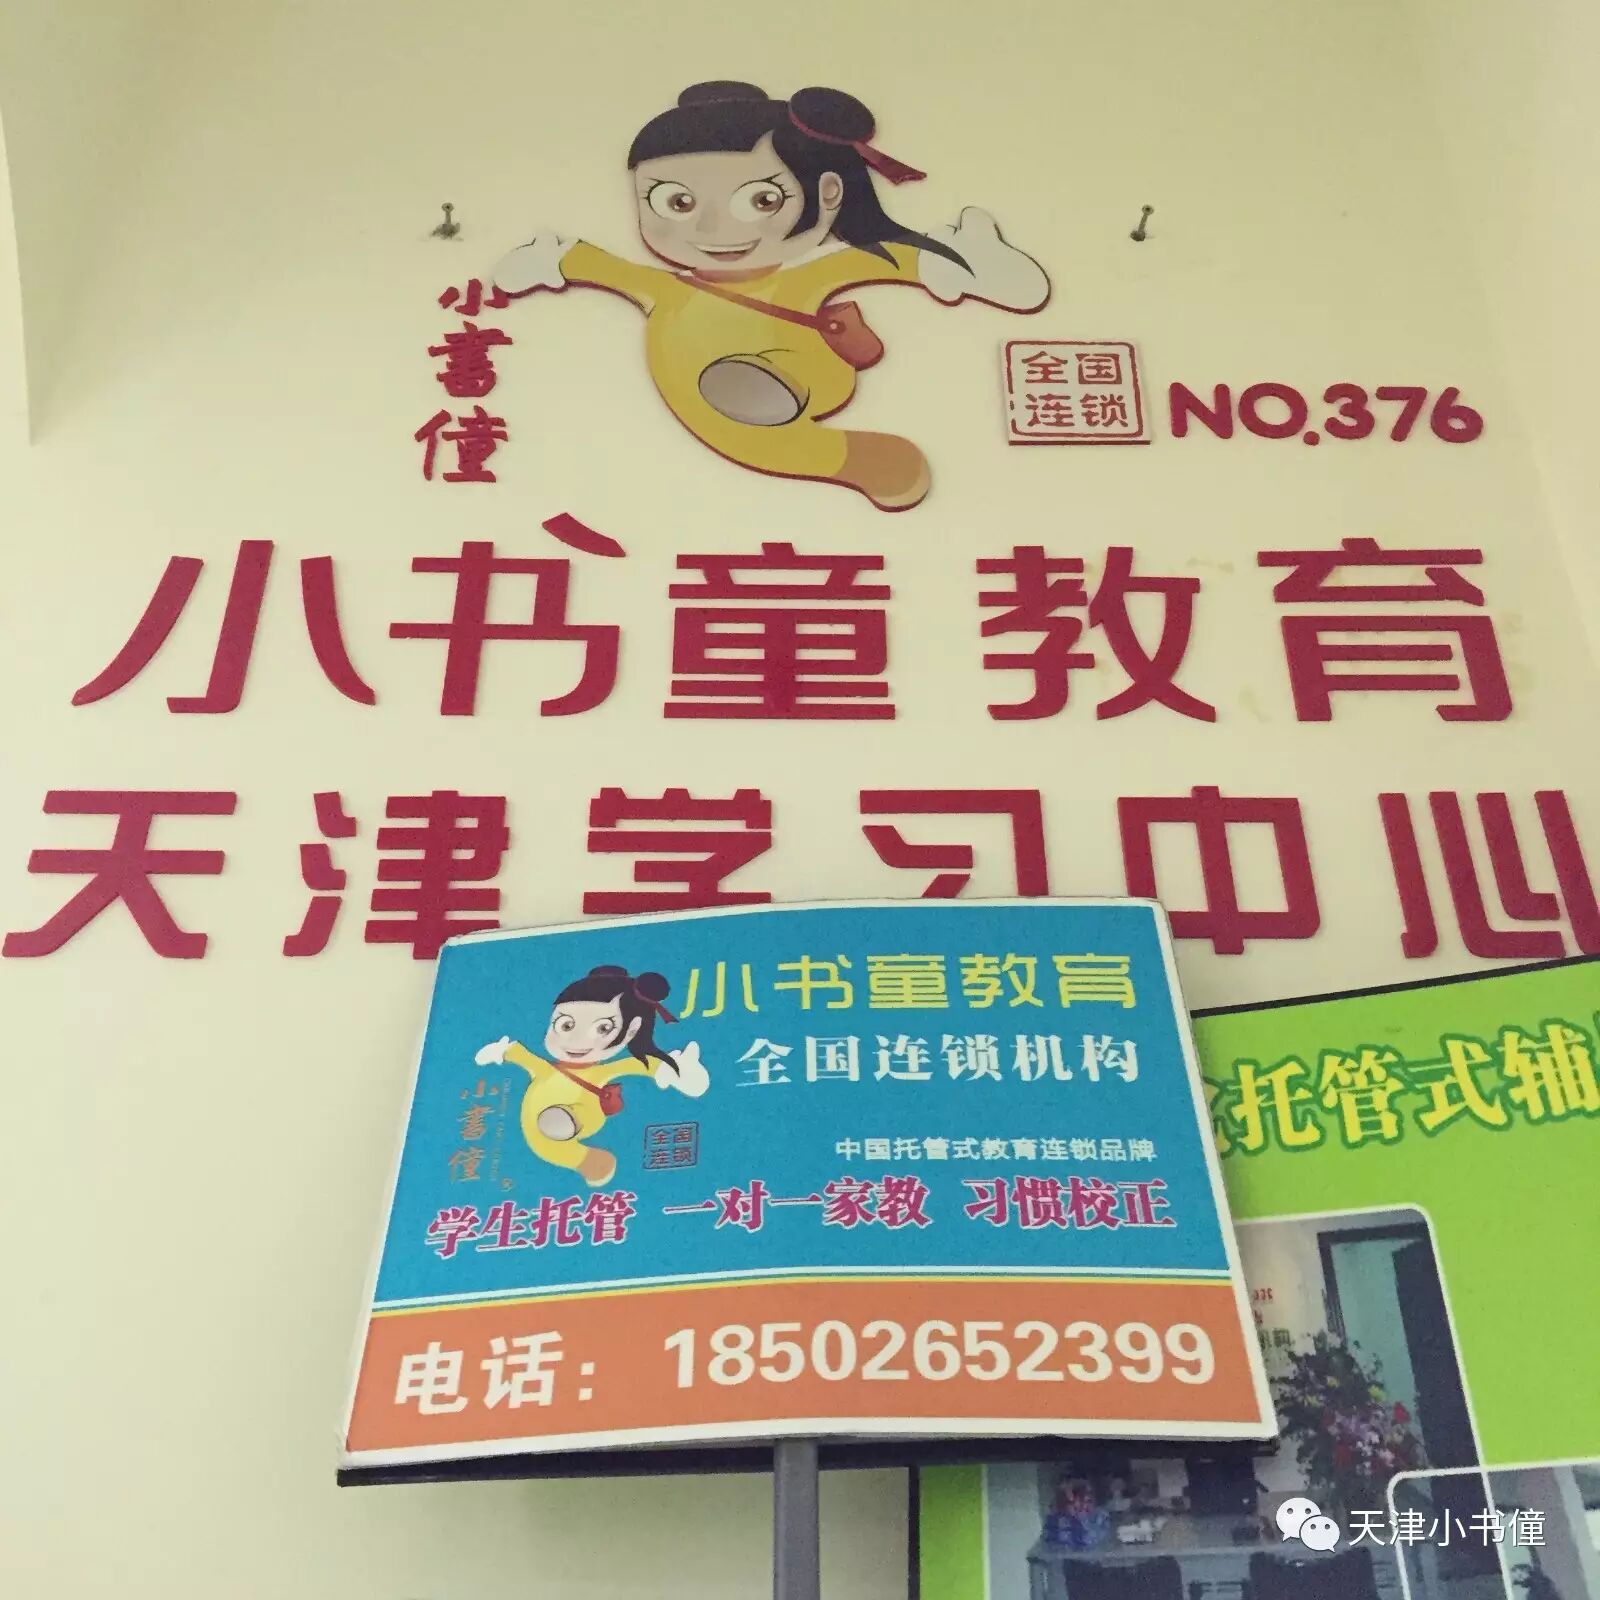 小書僮
全国
连锁
NO.376
小书童教育
天津学习中心
小书童教育
全国连锁机构
小書僮
全国
连锁
中国托管式教育连锁品牌
学生托管 一对一家教 习惯校正
电话：18502652399
托管式辅
天津小书僮